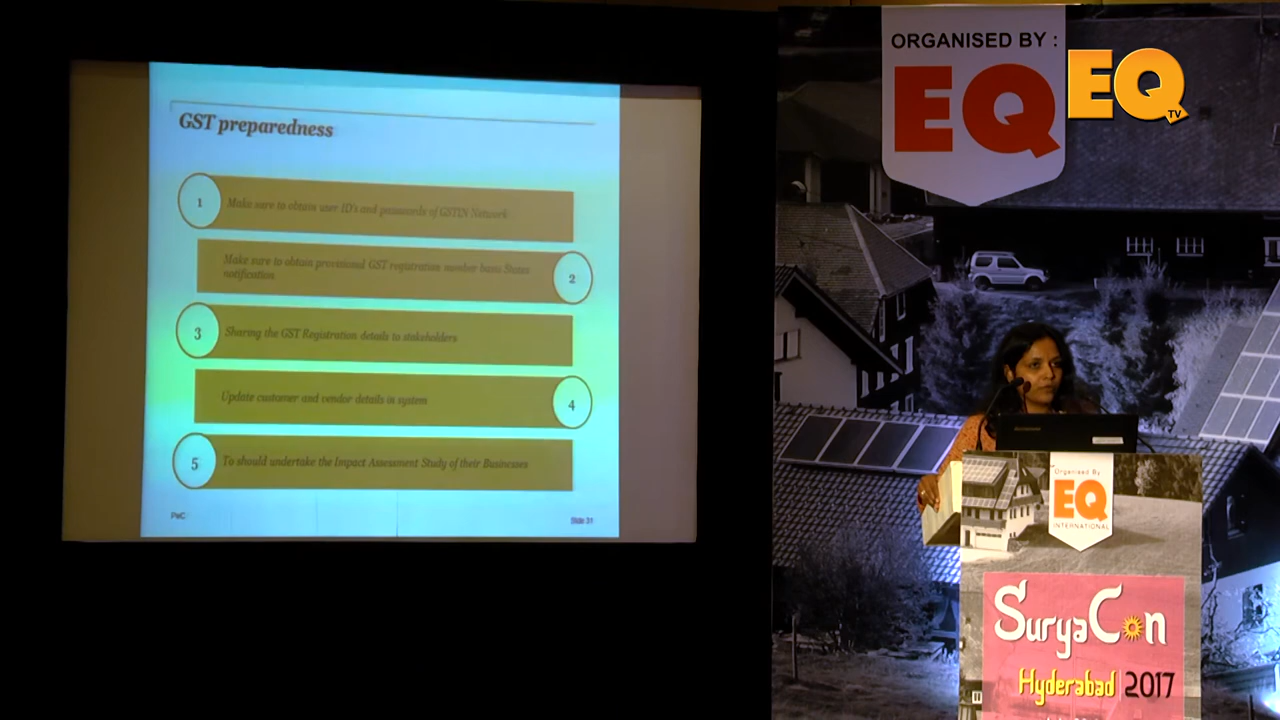 GST preparedness
1
Make sure to obtain user ID's and passwords of GSTIN Network
Make sure to obtain provisional GST registration number basis States
notification
2
3
Sharing the GST Registration details to stakeholders
Update customer and vendor details in system
4
5
To should undertake the Impact Assessment Study of their Businesses
PwC
Slide 31
ORGANISED BY :
EQ
EQ
TV
Organised By
EQ
INTERNATIONAL
SuryaCon
Hyderabad 2017